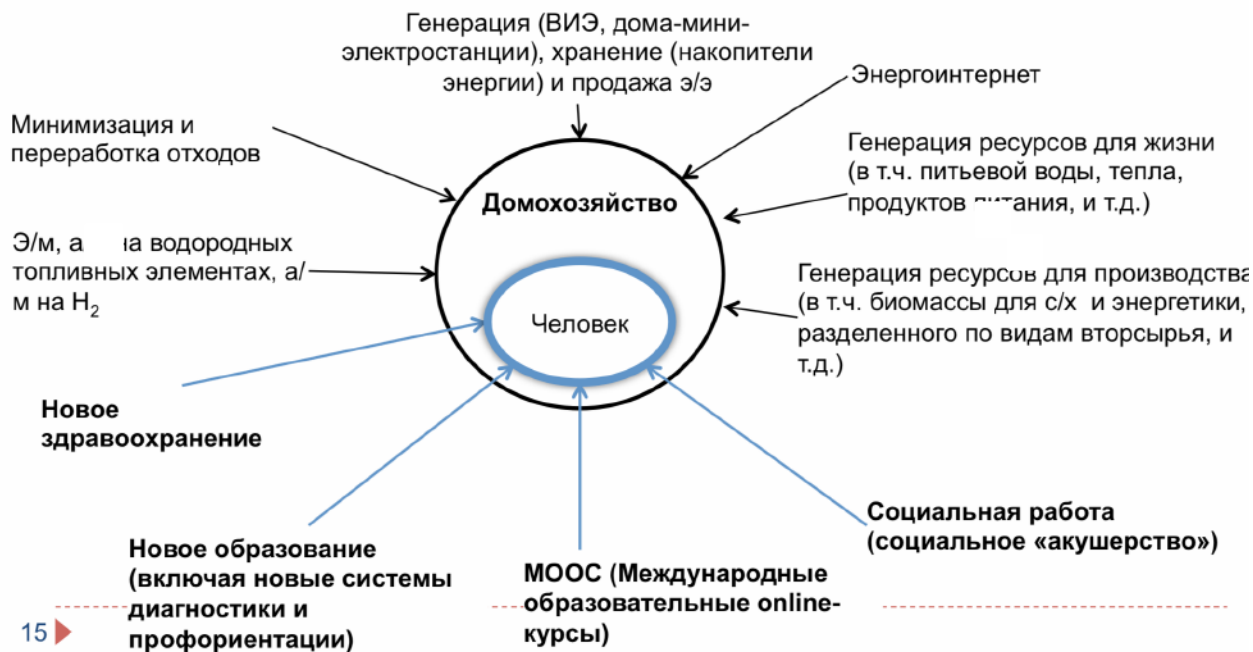 Генерация (ВИЭ, дома-мини-
электростанции), хранение (накопители
энергии) и продажа э/э
Энергоинтернет
Минимизация и
переработка отходов
Генерация ресурсов для жизни
(в т.ч. питьевой воды, тепла,
продуктов и т.д.)
Домохозяйство
Э/м, а водородных
топливных элементах, а/
м на H₂
Генерация ресурсов для производства
(в т.ч. биомассы для с/х и энергетики,
разделенного по видам вторсырья, и
т.д.)
Человек
Новое
здравоохранение
Социальная работа
(социальное «акушерство»)
Новое образование
(включая новые системы
диагностики и
профориентации)
МООС (Международные
образовательные online-
курсы)
15